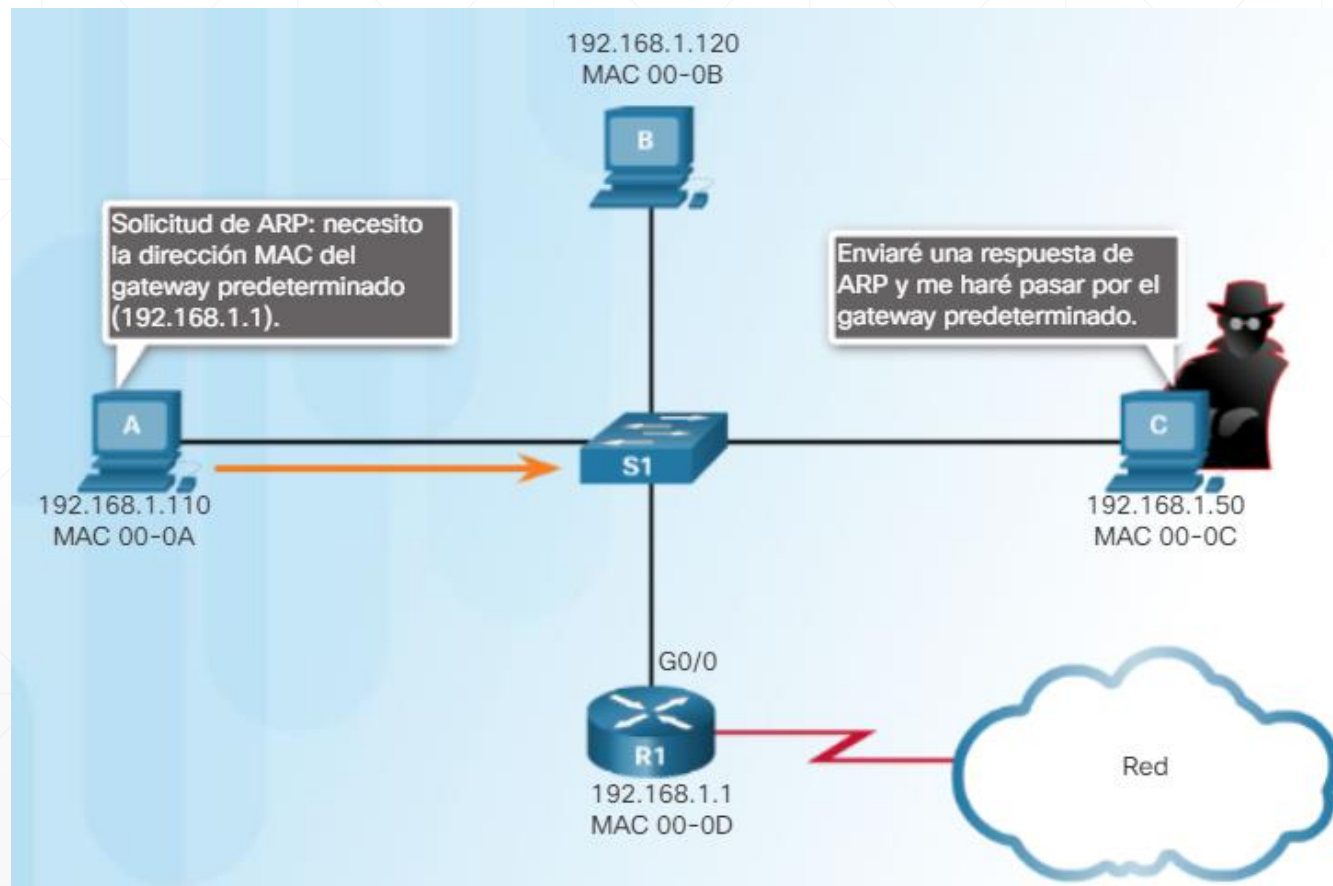 192.168.1.120
MAC 00-0B
B
Solicitud de ARP: necesito
la dirección MAC del
gateway predeterminado
(192.168.1.1).
Enviaré una respuesta de
ARP y me haré pasar por el
gateway predeterminado.
A
S1
C
192.168.1.110
MAC 00-0A
192.168.1.50
MAC 00-0C
G0/0
R1
Red
192.168.1.1
MAC 00-0D